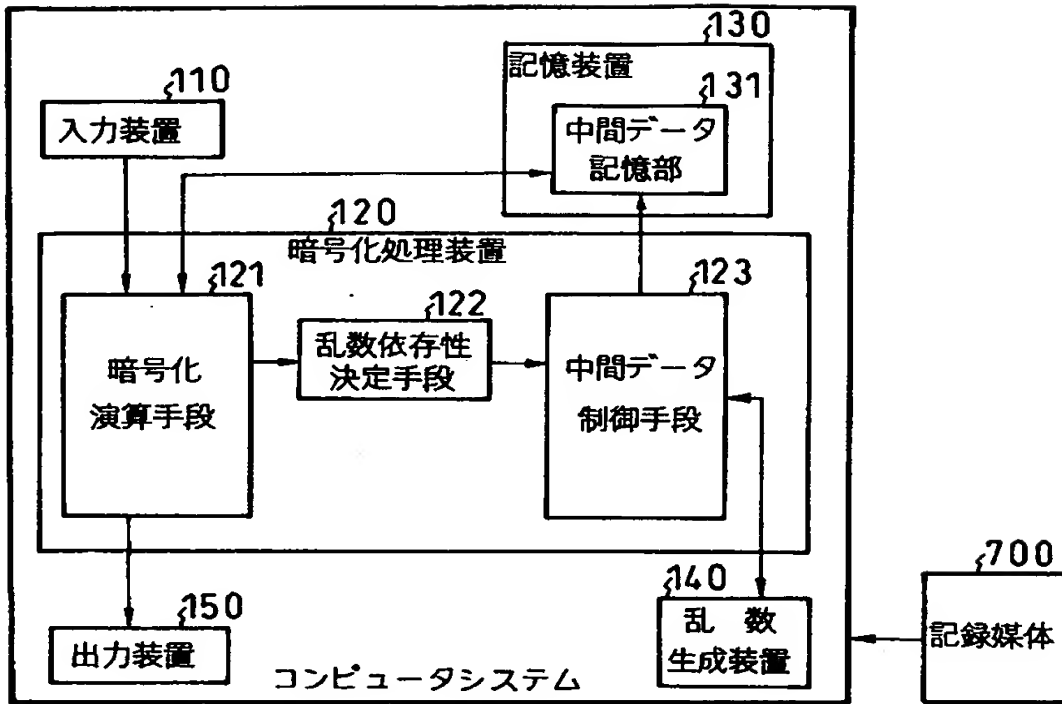 130
記憶装置
110
131
入力装置
中間データ
記憶部
120
暗号化処理装置
121
123
122
暗号化
演算手段
乱数依存性
決定手段
中間データ
制御手段
700
140
150
乱 数
生成装置
記録媒体
出力装置
コンピュータシステム